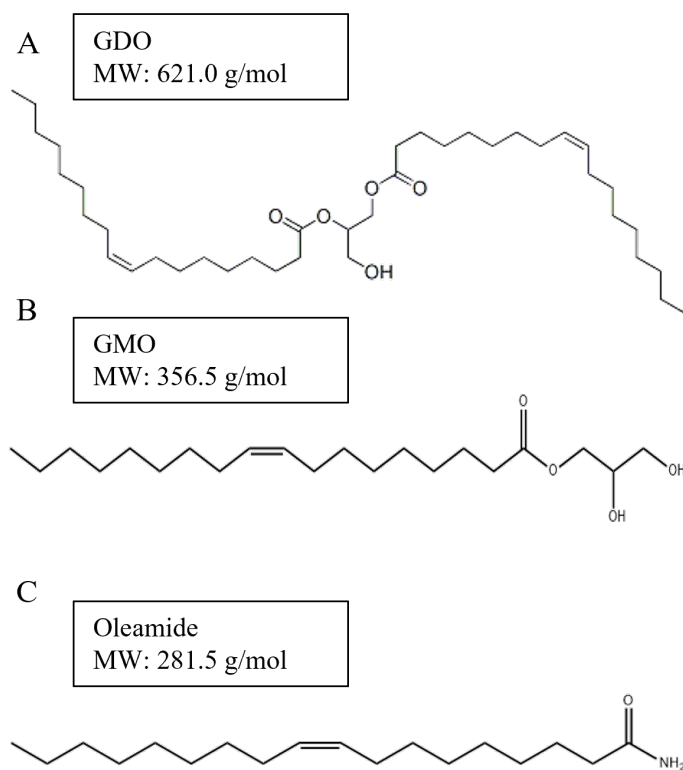 A
GDO
MW: 621.0 g/mol
O
O
O
O
OH
B
GMO
MW: 356.5 g/mol
O
O
OH
OH
C
Oleamide
MW: 281.5 g/mol
O
NH₂